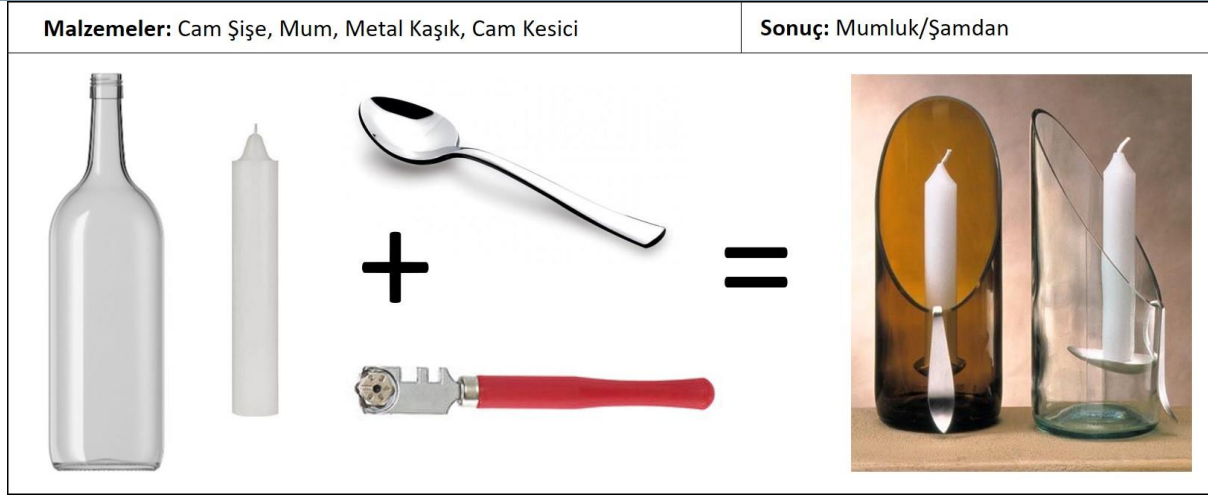 Malzemeler: Cam Şişe, Mum, Metal Kaşık, Cam Kesici
Sonuç: Mumluk/Şamdan